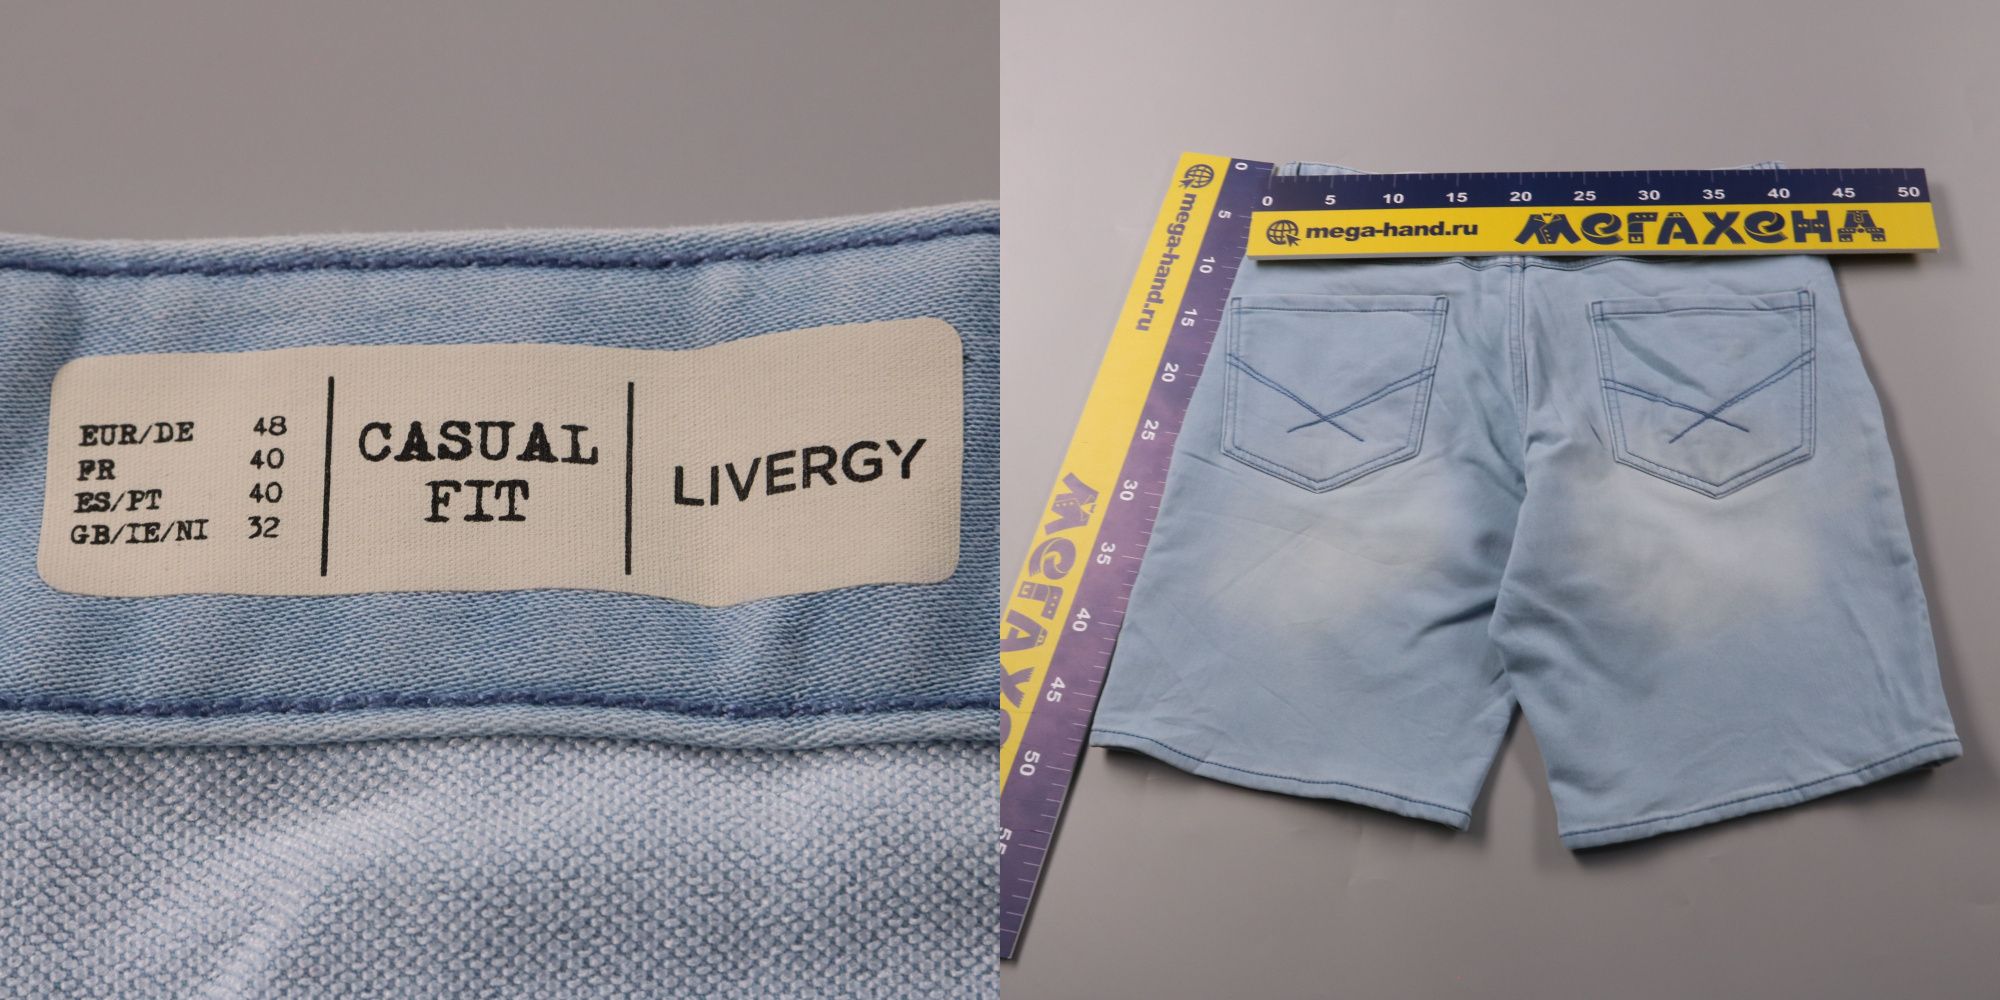 EUR/DE 48
FR 40
ES/PT 40
GB/IE/NI 32
CASUAL
FIT
LIVERGY
0 5 10 15 20 25 30 35 40 45 50
mega-hand.ru МЕГАХЕНД
0 5 10 15 20 25 30 35 40 45 50 55
mega-hand.ru МЕГАХ